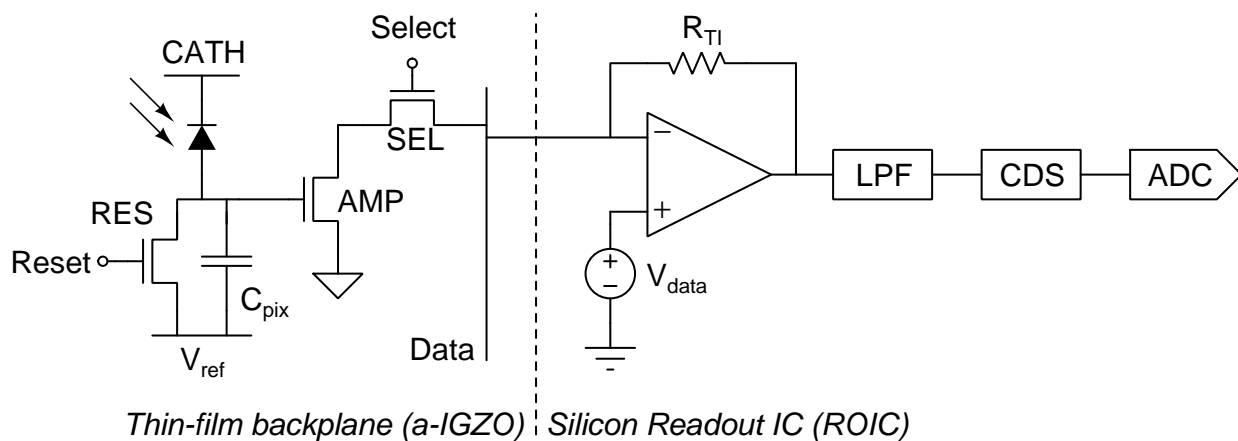 Select
R_TI
CATH
SEL
−
LPF
CDS
ADC
AMP
RES
+
Reset
+
−
V_data
C_pix
Data
V_ref
Thin-film backplane (a-IGZO)
Silicon Readout IC (ROIC)